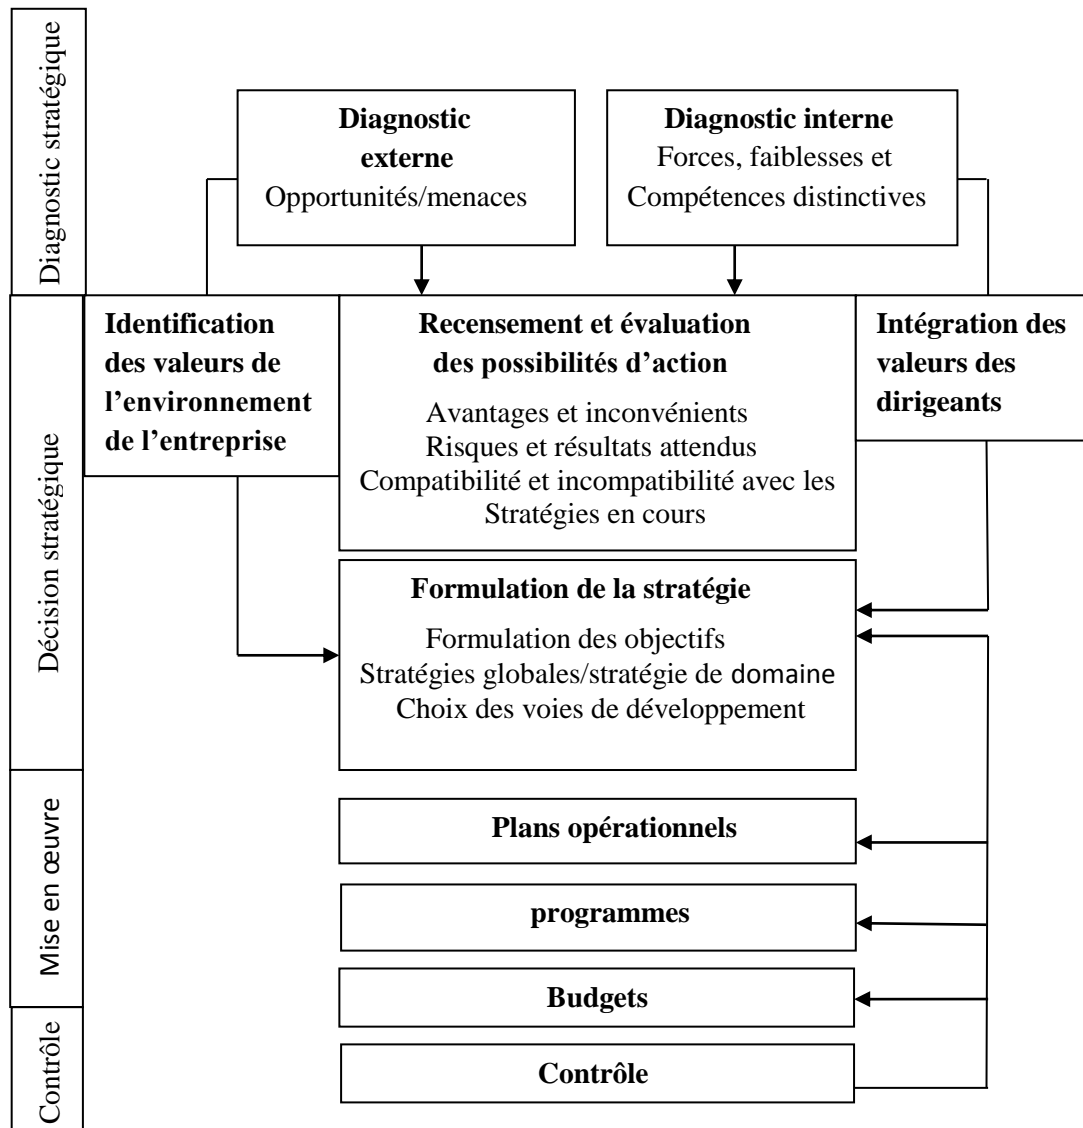 Diagnostic stratégique
Diagnostic
externe
Opportunités/menaces
Diagnostic interne
Forces, faiblesses et
Compétences distinctives
Décision stratégique
Identification
des valeurs de
l’environnement
de l’entreprise
Recensement et évaluation
des possibilités d’action
Avantages et inconvénients
Risques et résultats attendus
Compatibilité et incompatibilité avec les
Stratégies en cours
Intégration des
valeurs des
dirigeants
Formulation de la stratégie
Formulation des objectifs
Stratégies globales/stratégie de domaine
Choix des voies de développement
Mise en œuvre
Plans opérationnels
programmes
Budgets
Contrôle
Contrôle